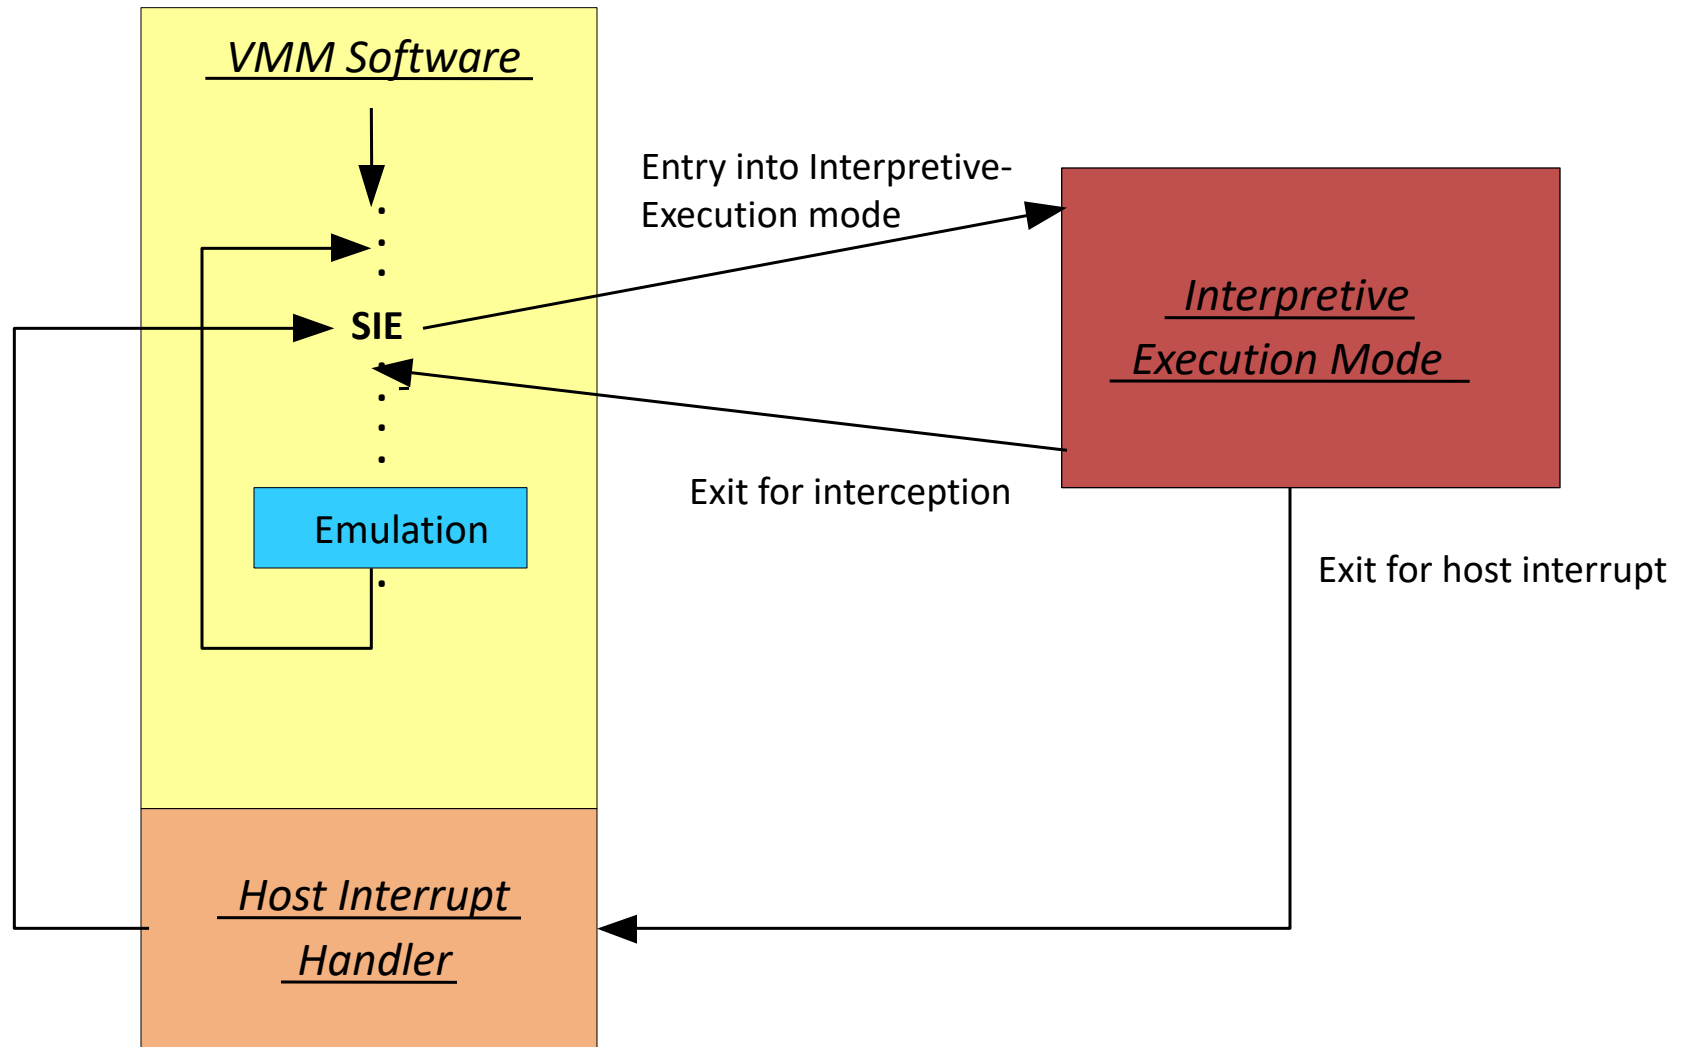 VMM Software
Entry into Interpretive-
Execution mode
SIE
Interpretive
Execution Mode
Exit for interception
Emulation
Exit for host interrupt
Host Interrupt
Handler